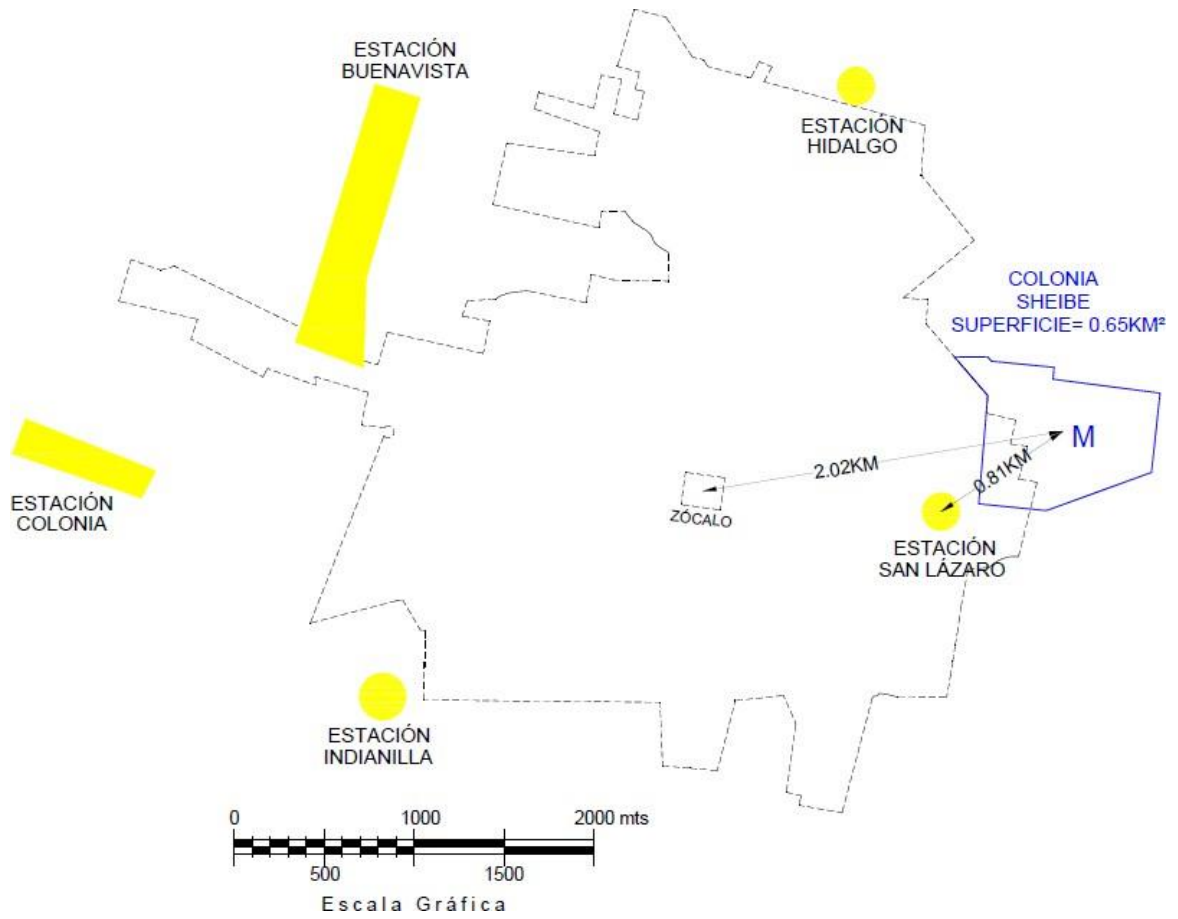 ESTACIÓN
BUENAVISTA
ESTACIÓN
HIDALGO
COLONIA
SHEIBE
SUPERFICIE= 0.65KM²
M
2.02KM
0.81KM
ZÓCALO
ESTACIÓN
COLONIA
ESTACIÓN
SAN LÁZARO
ESTACIÓN
INDIANILLA
0 1000 2000 mts
500 1500
Escala Gráfica